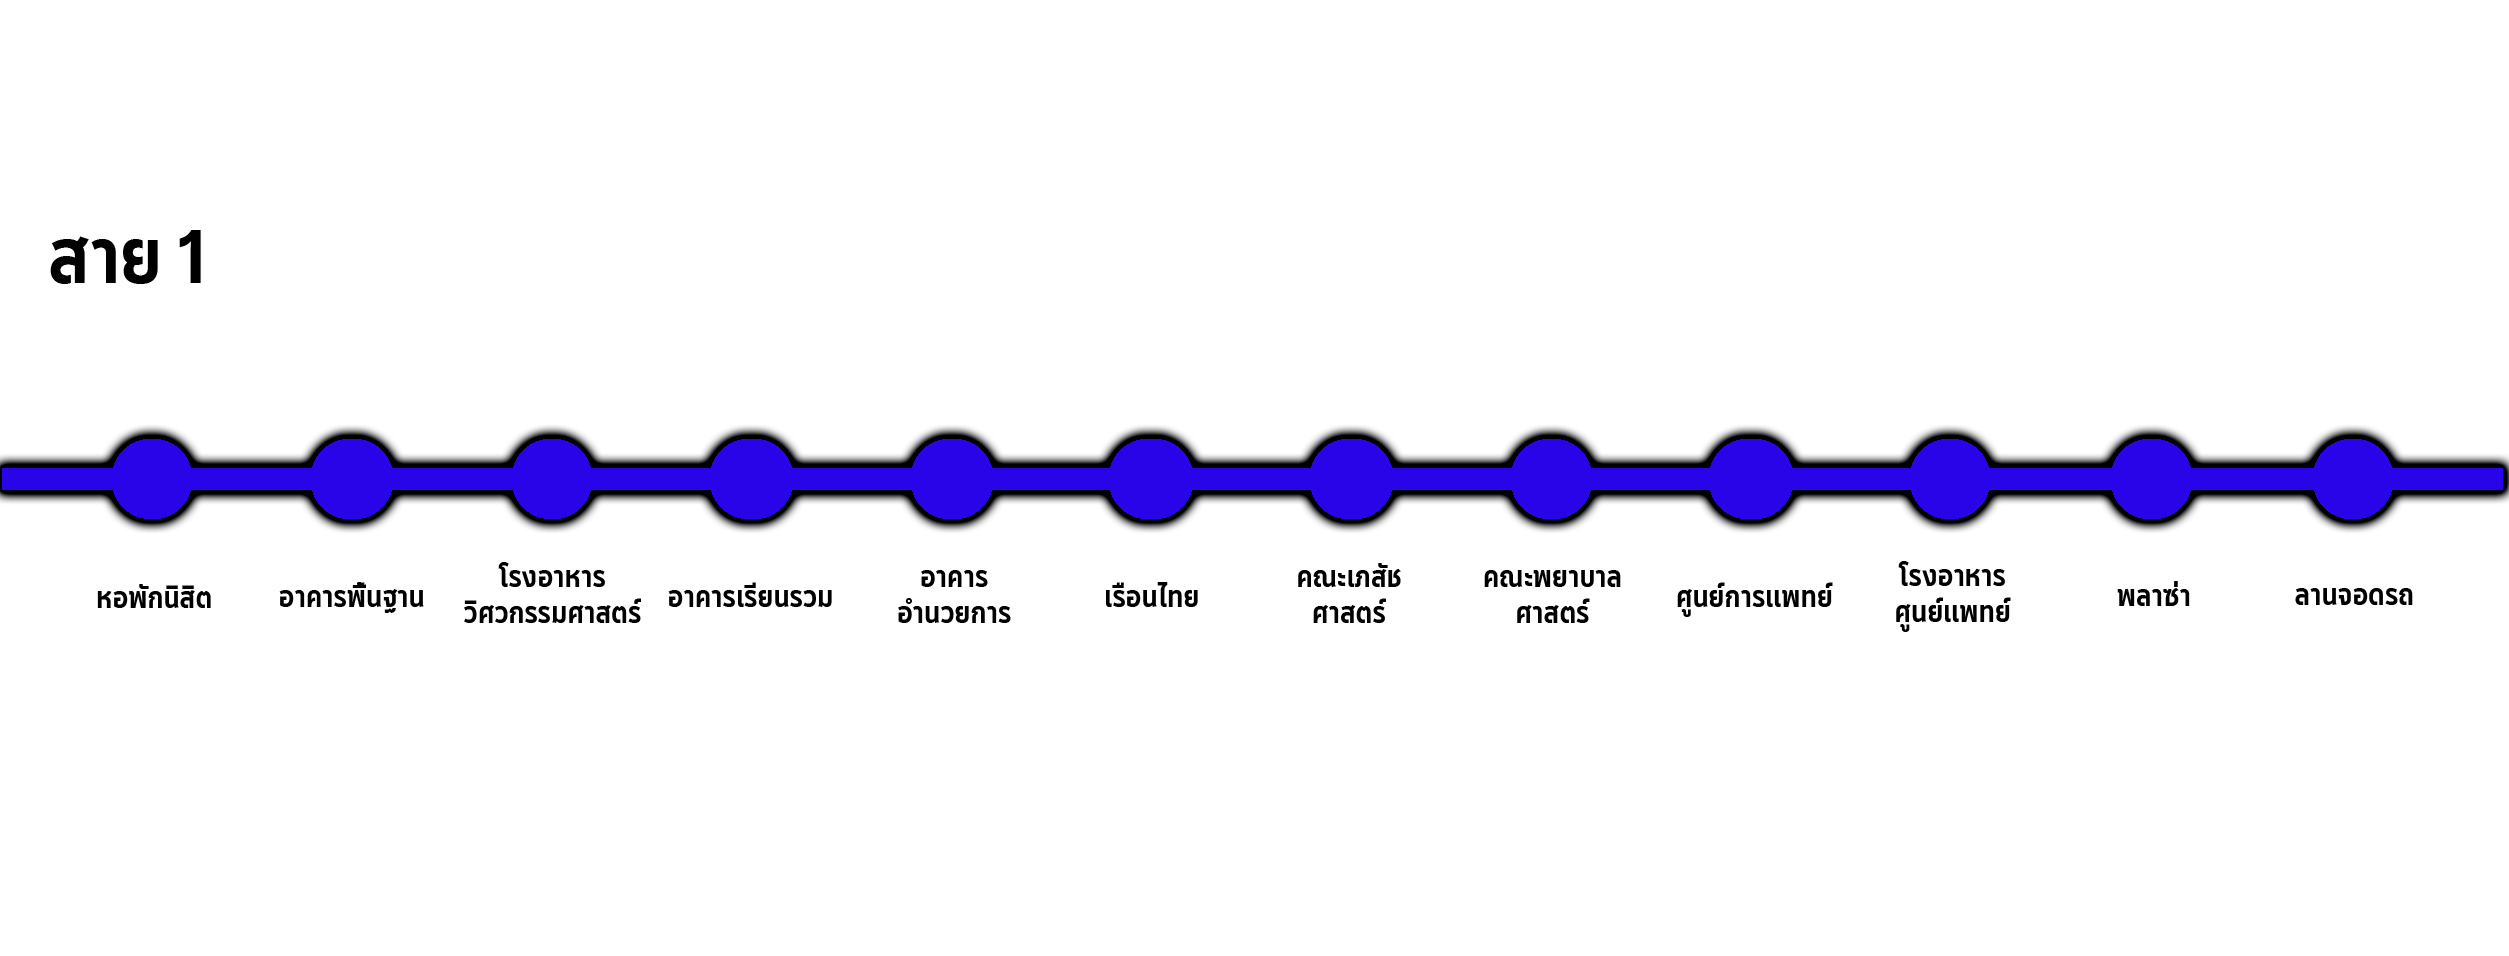 สาย 1
หอพักนิสิต
อาคารพื้นฐาน
โรงอาหาร
วิศวกรรมศาสตร์
อาคารเรียนรวม
อาคาร
อำนวยการ
เรือนไทย
คณะเภสัช
ศาสตร์
คณะพยาบาล
ศาสตร์
ศูนย์การแพทย์
โรงอาหาร
ศูนย์แพทย์
พลาซ่า
ลานจอดรถ